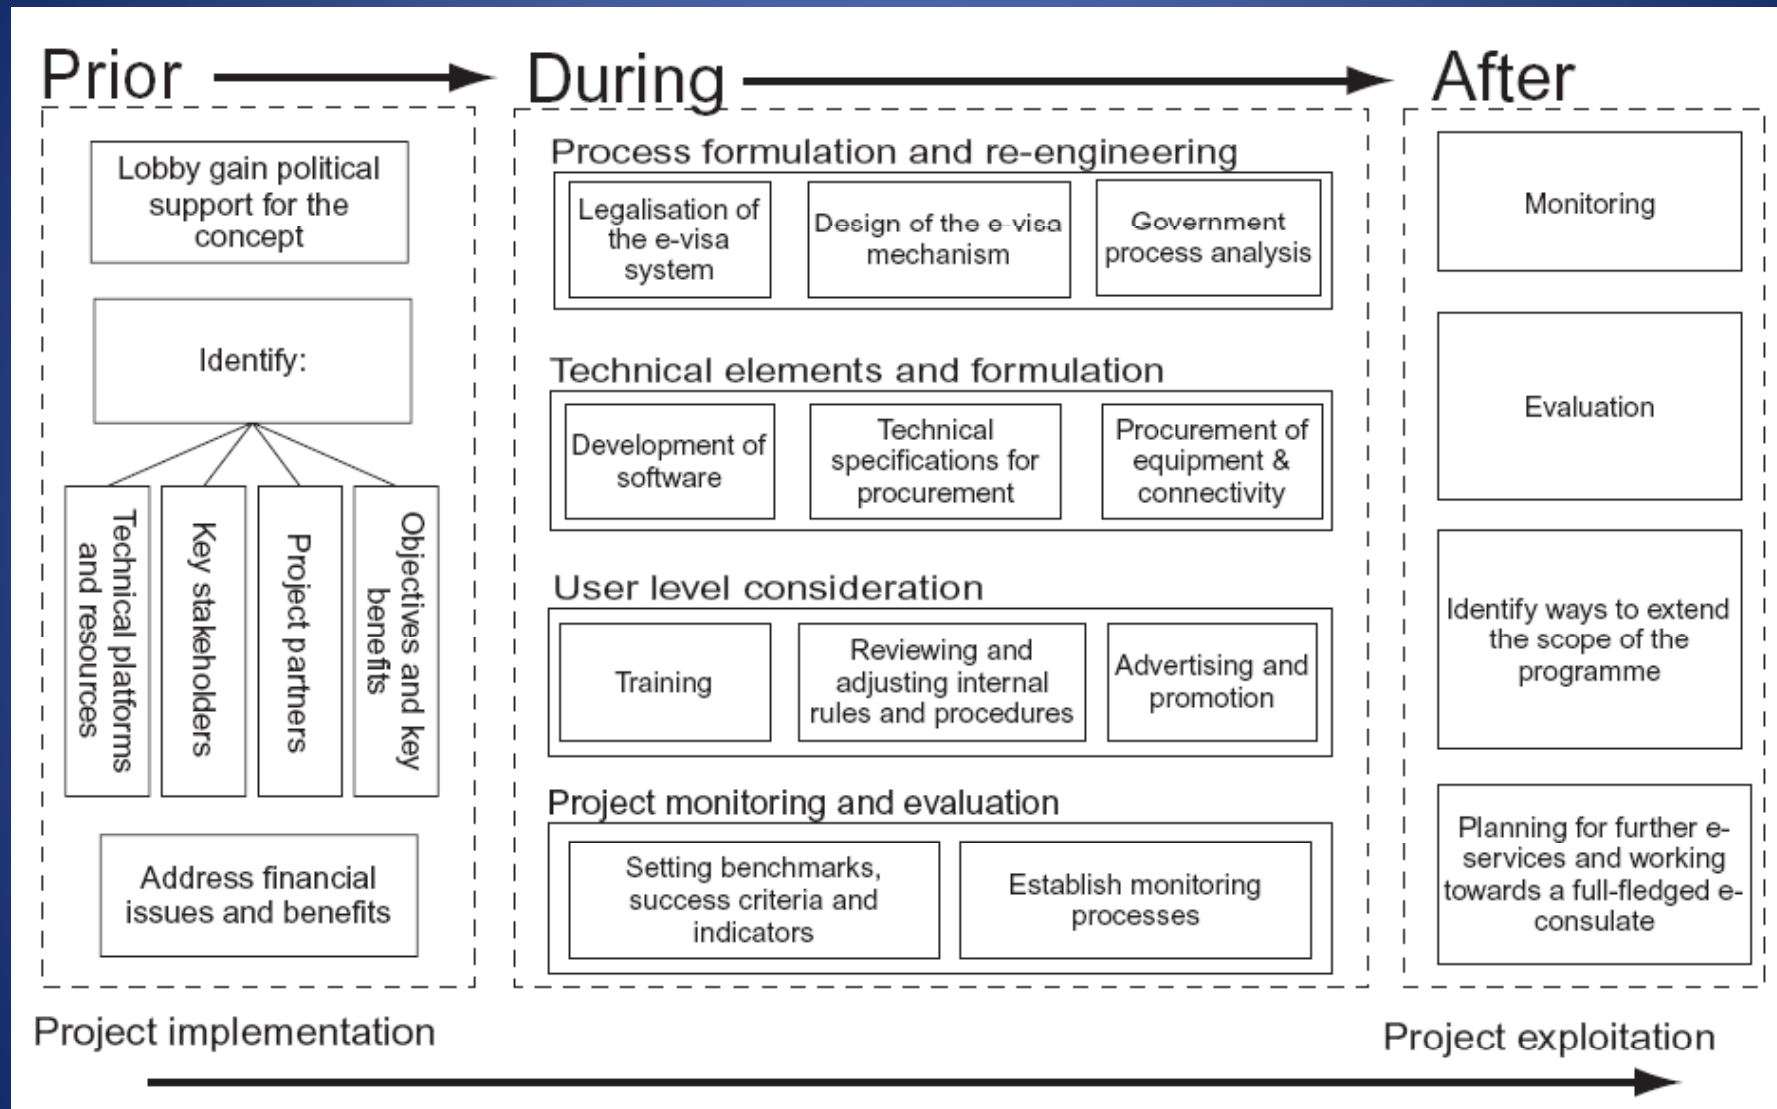 Prior
During
After
Lobby gain political
support for the
concept
Identify:
Technical platforms
and resources
Key stakeholders
Project partners
Objectives and key
benefits
Address financial
issues and benefits
Process formulation and re-engineering
Legalisation of
the e-visa
system
Design of the e-visa
mechanism
Government
process analysis
Technical elements and formulation
Development of
software
Technical
specifications for
procurement
Procurement of
equipment &
connectivity
User level consideration
Training
Reviewing and
adjusting internal
rules and procedures
Advertising and
promotion
Project monitoring and evaluation
Setting benchmarks,
success criteria and
indicators
Establish monitoring
processes
Monitoring
Evaluation
Identify ways to extend
the scope of the
programme
Planning for further e-
services and working
towards a full-fledged e-
consulate
Project implementation
Project exploitation